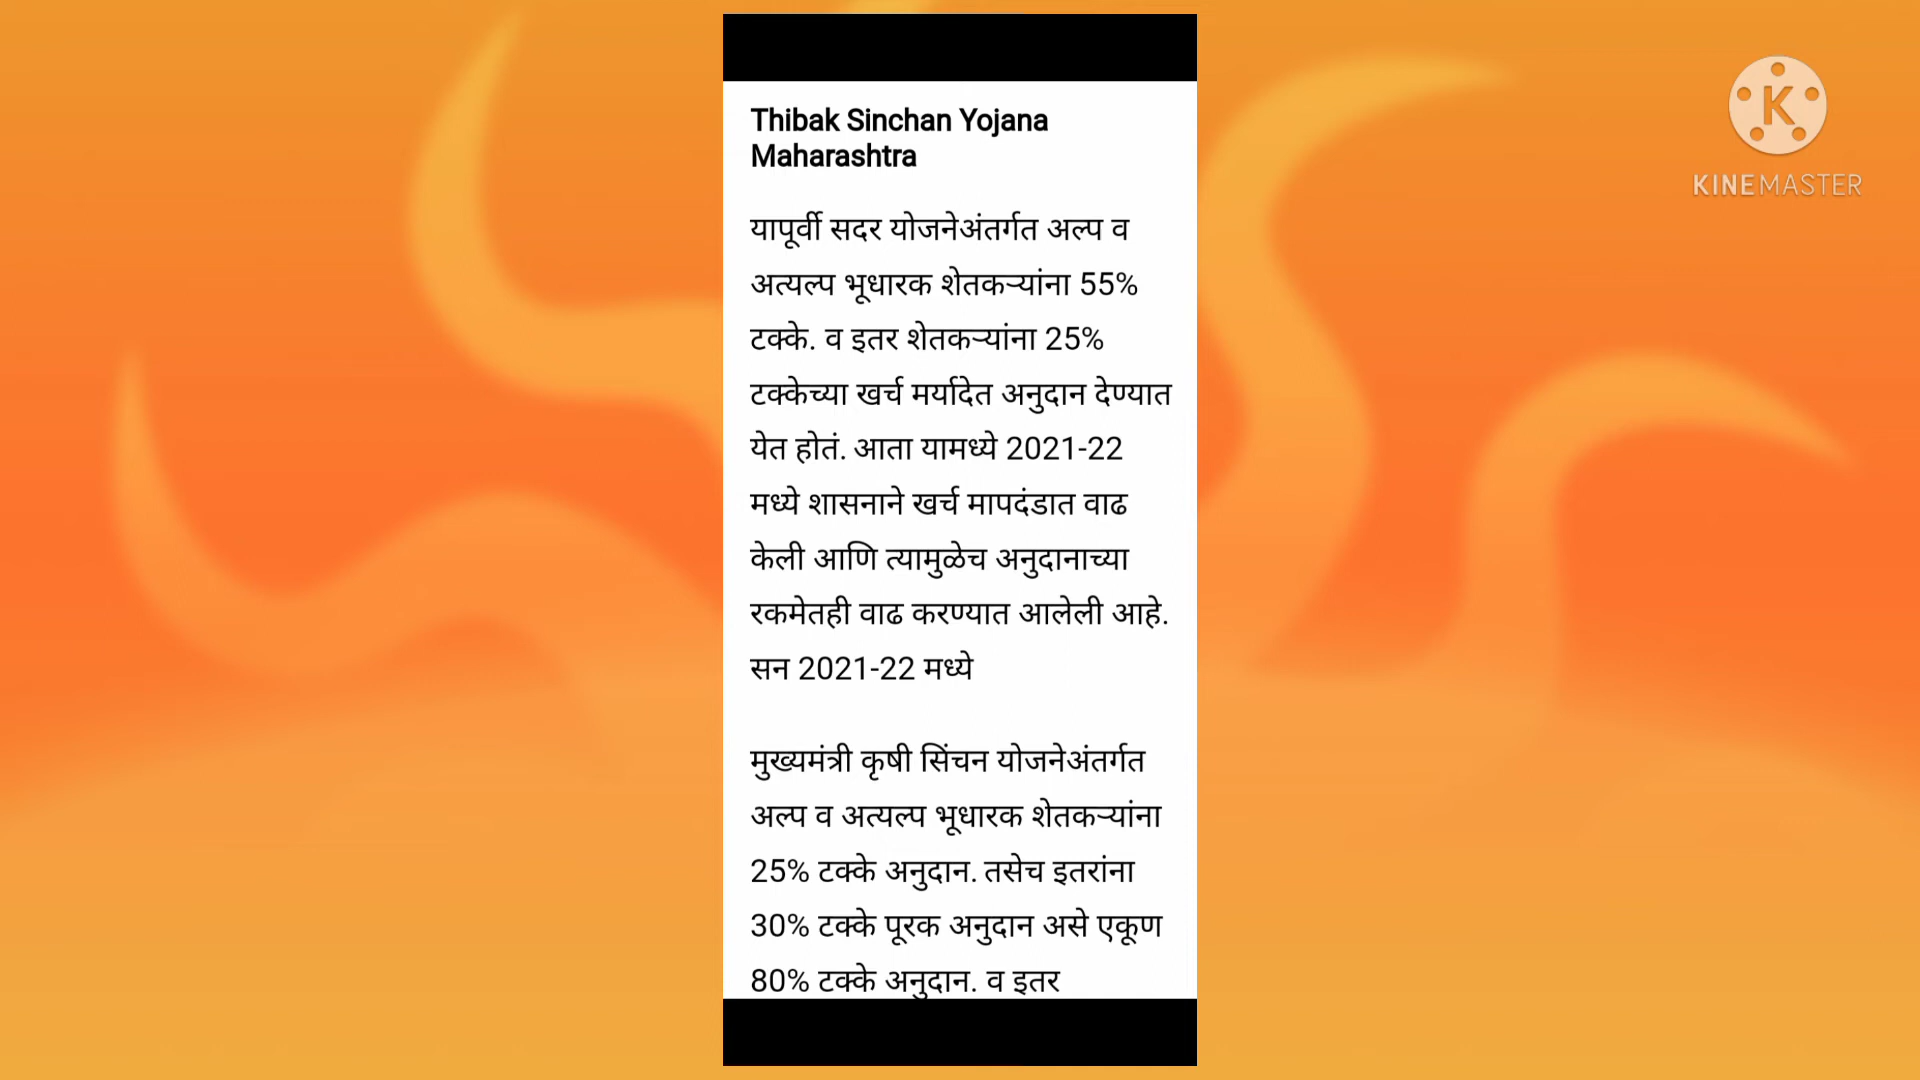 Thibak Sinchan Yojana
Maharashtra
यापूर्वी सदर योजनेअंतर्गत अल्प व
अत्यल्प भूधारक शेतकऱ्यांना 55%
टक्के. व इतर शेतकऱ्यांना 25%
टक्केच्या खर्च मर्यादेत अनुदान देण्यात
येत होतं. आता यामध्ये 2021-22
मध्ये शासनाने खर्च मापदंडात वाढ
केली आणि त्यामुळेच अनुदानाच्या
रकमेतही वाढ करण्यात आलेली आहे.
सन 2021-22 मध्ये
मुख्यमंत्री कृषी सिंचन योजनेअंतर्गत
अल्प व अत्यल्प भूधारक शेतकऱ्यांना
25% टक्के अनुदान. तसेच इतरांना
30% टक्के पूरक अनुदान असे एकूण
80% टक्के अनुदान. व इतर
K
KINEMASTER